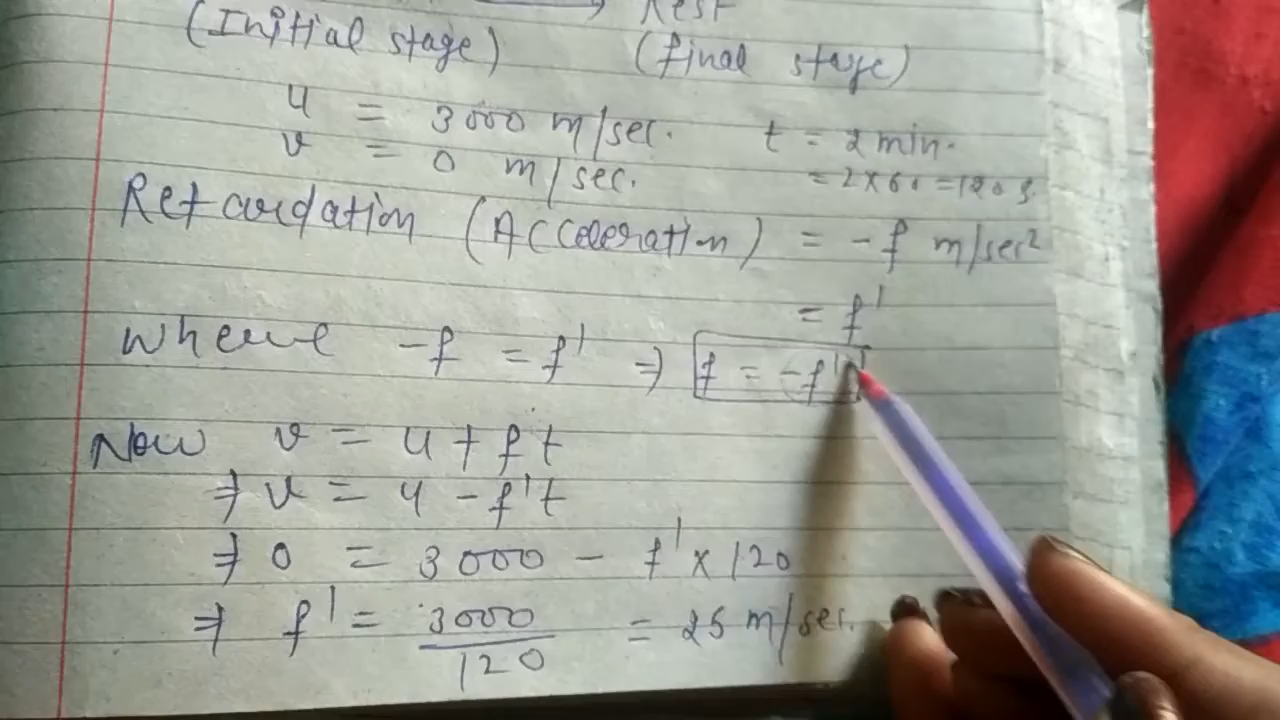 Rest
(Initial stage) (final stage)
u = 3000 m/sec. t = 2 min.
v = 0 m/sec. = 2×60 = 120 s.
Retardation (Acceleration) = -f m/sec²
= f'
Where -f = f' ⇒ f = -f'
Now v = u + ft
⇒ v = u - f't
⇒ 0 = 3000 - f' × 120
⇒ f' = 3000/120 = 25 m/sec.